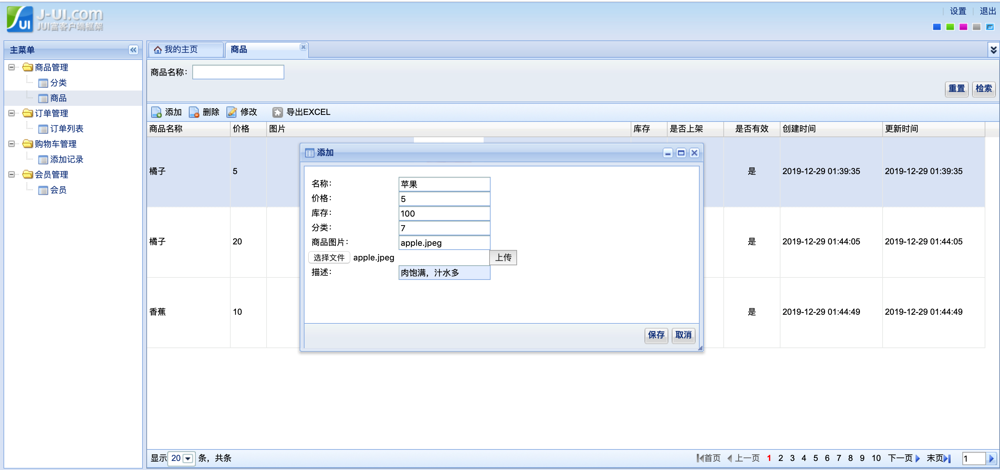 J-UI.com
JUI富客户端框架
设置 退出
主菜单
商品管理
分类
商品
订单管理
订单列表
购物车管理
添加记录
会员管理
会员
我的主页 商品
商品名称：
重置 检索
添加 删除 修改 导出EXCEL
商品名称 价格 图片 库存 是否上架 是否有效 创建时间 更新时间
橘子 5 是 2019-12-29 01:39:35 2019-12-29 01:39:35
橘子 20 是 2019-12-29 01:44:05 2019-12-29 01:44:05
香蕉 10 是 2019-12-29 01:44:49 2019-12-29 01:44:49
添加
名称： 苹果
价格： 5
库存： 100
分类： 7
商品图片： apple.jpeg
选择文件 apple.jpeg 上传
描述： 肉饱满，汁水多
保存 取消
显示 20 条，共条
首页 上一页 1 2 3 4 5 6 7 8 9 10 下一页 末页 1